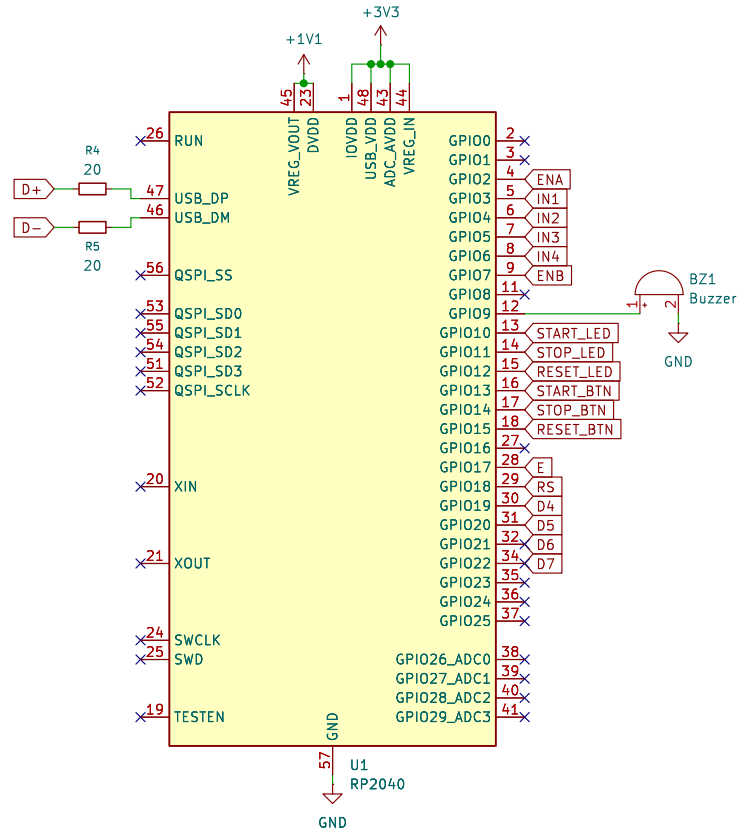 +3V3
+1V1
45 23 1 48 43 44
VREG_VOUT DVDD IOVDD USB_VDD ADC_AVDD VREG_IN
26 RUN GPIO0 2
GPIO1 3
R4
20
GPIO2 4 ENA
D+ 47 USB_DP GPIO3 5 IN1
D- 46 USB_DM GPIO4 6 IN2
R5
20
GPIO5 7 IN3
GPIO6 8 IN4
56 QSPI_SS GPIO7 9 ENB
BZ1
Buzzer
GPIO8 11
1 + 2
53 QSPI_SD0 GPIO9 12
55 QSPI_SD1 GPIO10 13 START_LED
54 QSPI_SD2 GPIO11 14 STOP_LED
GND
51 QSPI_SD3 GPIO12 15 RESET_LED
52 QSPI_SCLK GPIO13 16 START_BTN
GPIO14 17 STOP_BTN
GPIO15 18 RESET_BTN
GPIO16 27
GPIO17 28 E
20 XIN GPIO18 29 RS
GPIO19 30 D4
GPIO20 31 D5
GPIO21 32 D6
21 XOUT GPIO22 34 D7
GPIO23 35
GPIO24 36
GPIO25 37
24 SWCLK
25 SWD GPIO26_ADC0 38
GPIO27_ADC1 39
GPIO28_ADC2 40
19 TESTEN GPIO29_ADC3 41
GND
57
U1
RP2040
GND